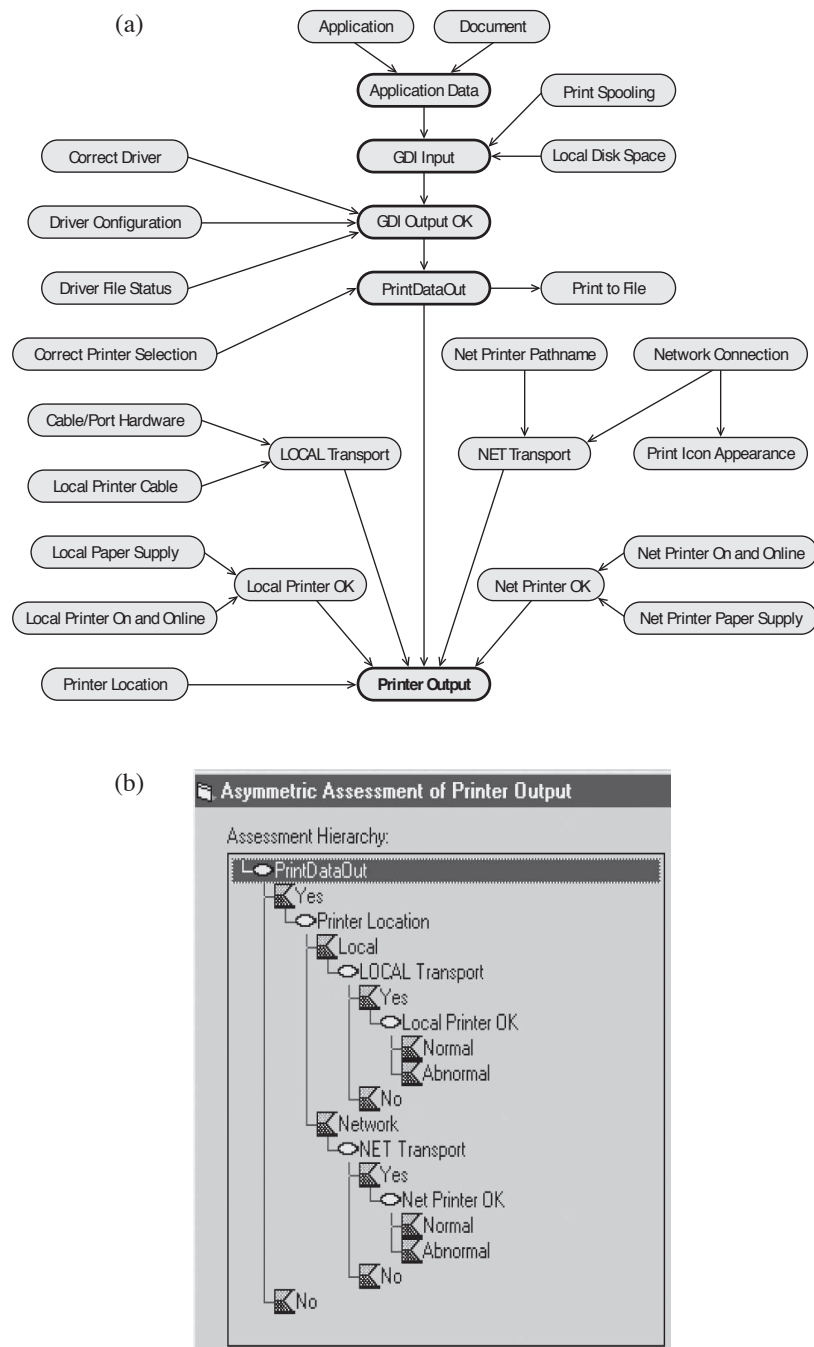 (a)
Application
Document
Application Data
Print Spooling
Correct Driver
GDI Input
Local Disk Space
Driver Configuration
GDI Output OK
Driver File Status
PrintDataOut
Print to File
Correct Printer Selection
Net Printer Pathname
Network Connection
Cable/Port Hardware
LOCAL Transport
NET Transport
Print Icon Appearance
Local Printer Cable
Local Paper Supply
Net Printer On and Online
Local Printer OK
Net Printer OK
Local Printer On and Online
Net Printer Paper Supply
Printer Location
Printer Output
(b)
Asymmetric Assessment of Printer Output
Assessment Hierarchy:
PrintDataOut
Yes
Printer Location
Local
LOCAL Transport
Yes
Local Printer OK
Normal
Abnormal
No
Network
NET Transport
Yes
Net Printer OK
Normal
Abnormal
No
No